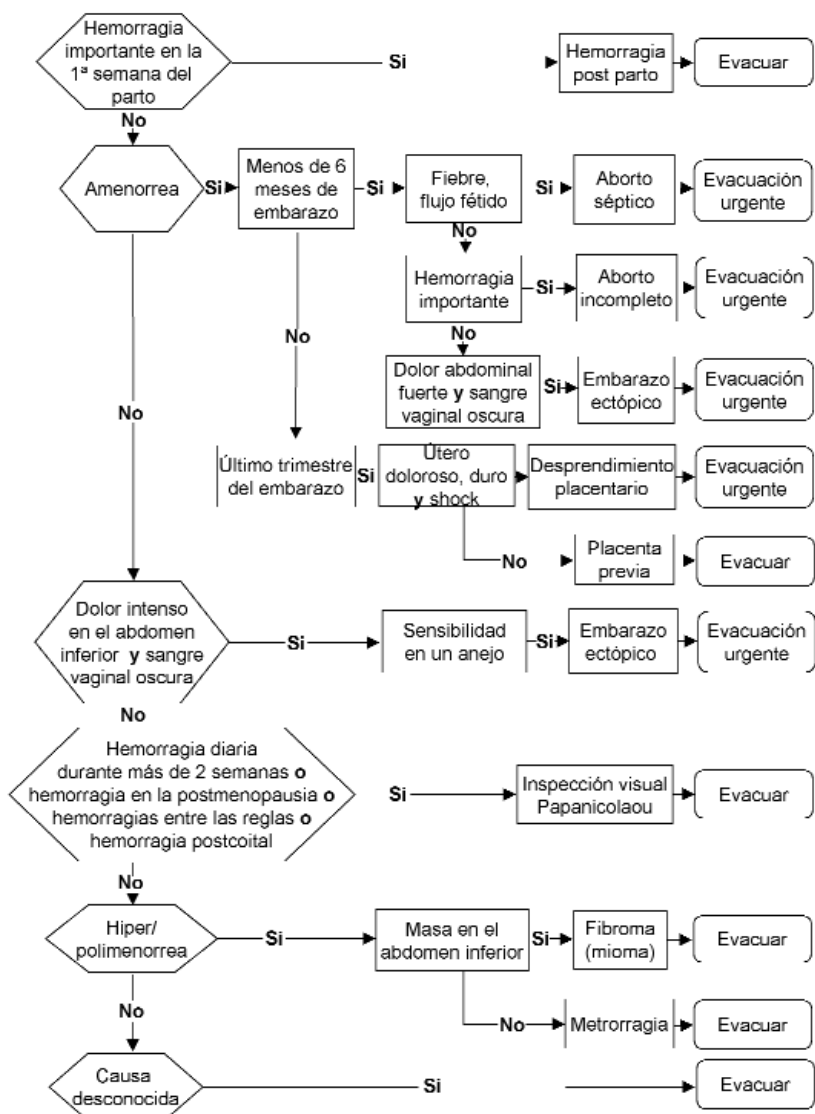 Hemorragia
importante en la
1ª semana del
parto
Si
Hemorragia
post parto
Evacuar
No
Amenorrea
Si
Menos de 6
meses de
embarazo
Si
Fiebre,
flujo fétido
Si
Aborto
séptico
Evacuación
urgente
No
Hemorragia
importante
Si
Aborto
incompleto
Evacuación
urgente
No
No
Dolor abdominal
fuerte y sangre
vaginal oscura
Si
Embarazo
ectópico
Evacuación
urgente
No
Último trimestre
del embarazo
Si
Útero
doloroso, duro
y shock
Desprendimiento
placentario
Evacuación
urgente
No
Placenta
previa
Evacuar
Dolor intenso
en el abdomen
inferior y sangre
vaginal oscura
Si
Sensibilidad
en un anejo
Si
Embarazo
ectópico
Evacuación
urgente
No
Hemorragia diaria
durante más de 2 semanas o
hemorragia en la postmenopausia o
hemorragias entre las reglas o
hemorragia postcoital
Si
Inspección visual
Papanicolaou
Evacuar
No
Hiper/
polimenorrea
Si
Masa en el
abdomen inferior
Si
Fibroma
(mioma)
Evacuar
No
No
Metrorragia
Evacuar
Causa
desconocida
Si
Evacuar